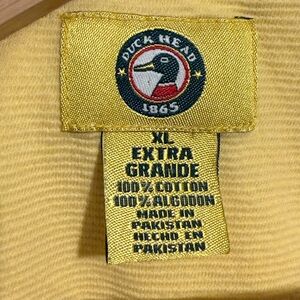 DUCK HEAD
1865
XL
EXTRA
GRANDE
100% COTTON
100% ALGODON
MADE IN
PAKISTAN
HECHO EN
PAKISTAN